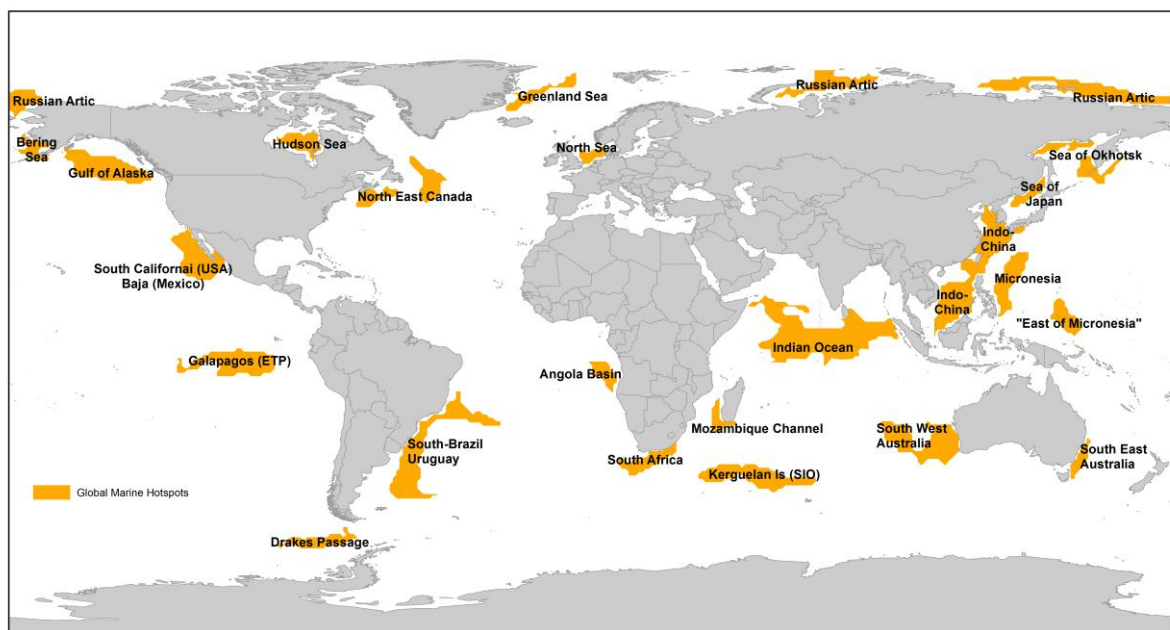 Russian Artic
Greenland Sea
Russian Artic
Russian Artic
Bering
Sea
Hudson Sea
North Sea
Sea of Okhotsk
Gulf of Alaska
North East Canada
Sea of
Japan
Indo-
China
South Californai (USA)
Baja (Mexico)
Micronesia
Indo-
China
"East of Micronesia"
Indian Ocean
Galapagos (ETP)
Angola Basin
Mozambique Channel
South West
Australia
South-Brazil
Uruguay
South Africa
South East
Australia
Kerguelan Is (SIO)
Global Marine Hotspots
Drakes Passage